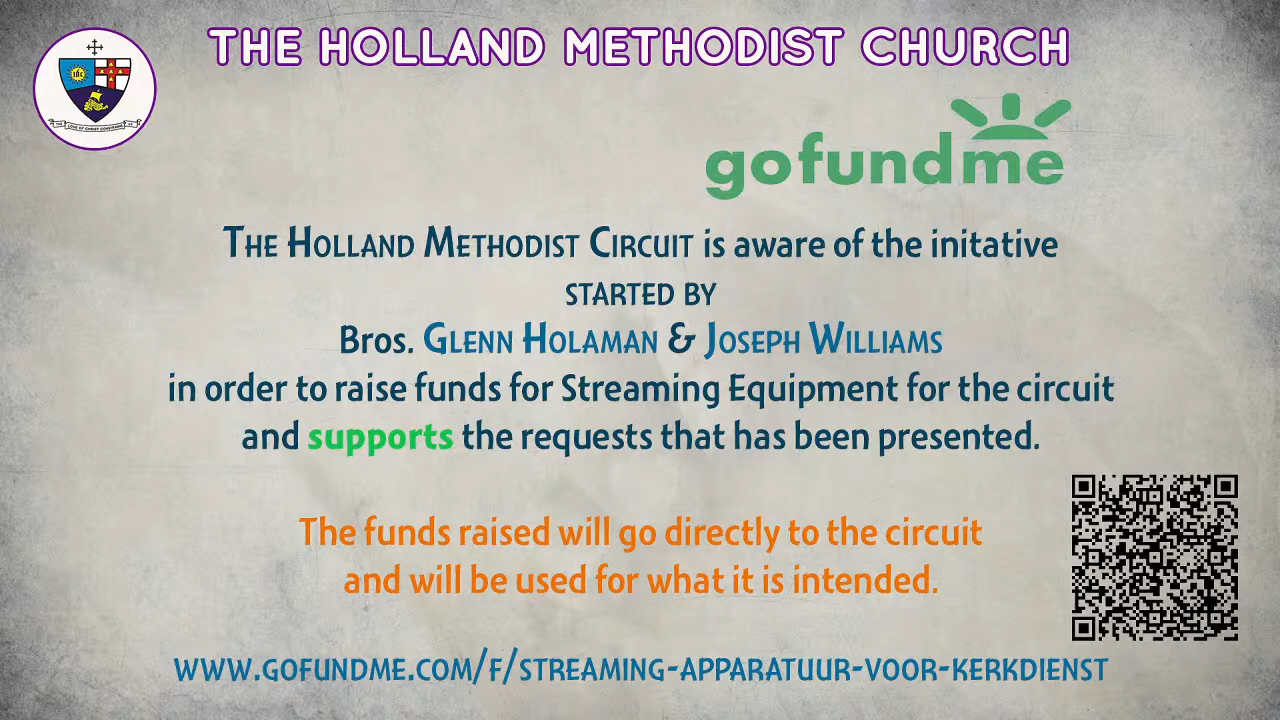 THE HOLLAND METHODIST CHURCH
gofundme
THE HOLLAND METHODIST CIRCUIT is aware of the initative
STARTED BY
Bros. GLENN HOLAMAN & JOSEPH WILLIAMS
in order to raise funds for Streaming Equipment for the circuit
and supports the requests that has been presented.
The funds raised will go directly to the circuit
and will be used for what it is intended.
WWW.GOFUNDME.COM/F/STREAMING-APPARATUUR-VOOR-KERKDIENST